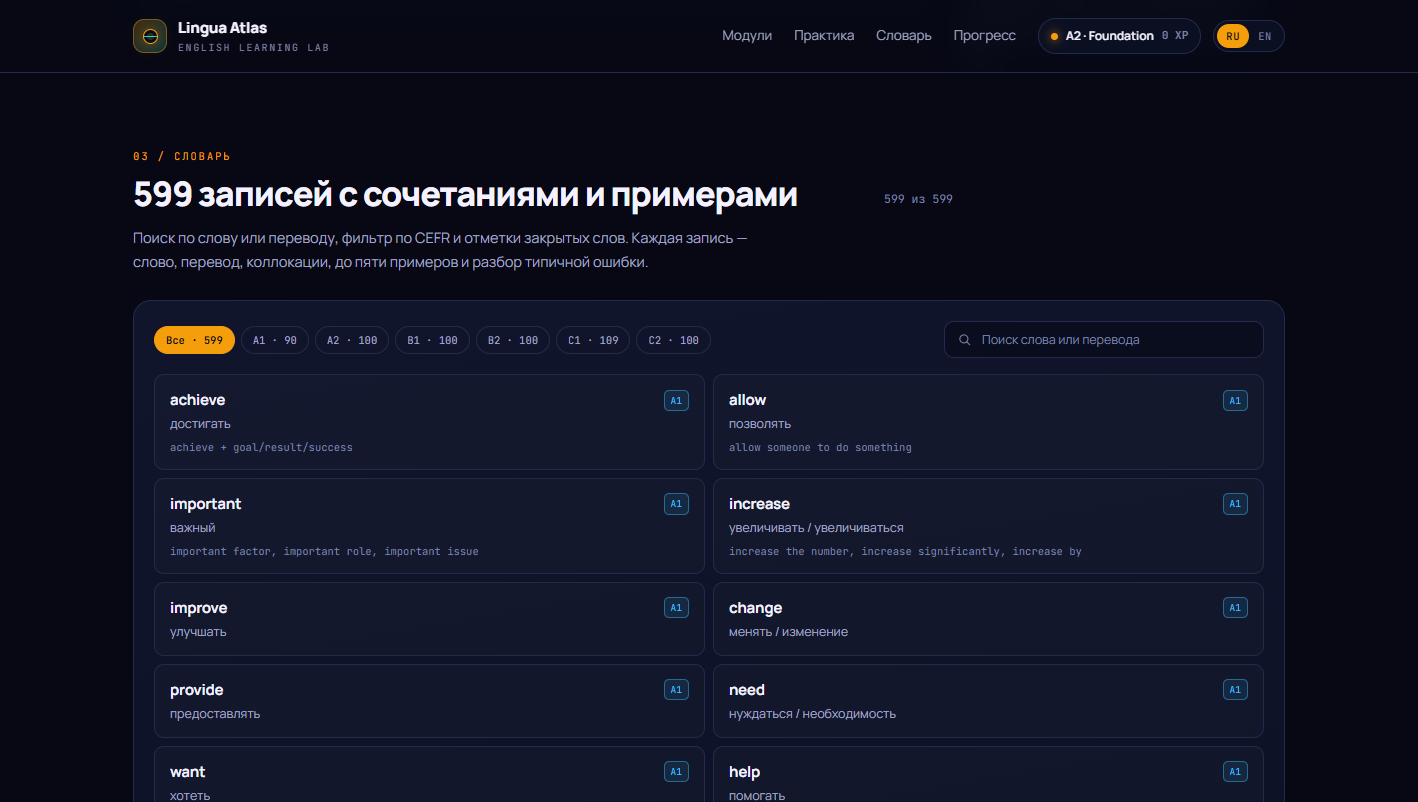 Lingua Atlas
ENGLISH LEARNING LAB
Модули Практика Словарь Прогресс A2 · Foundation 0 XP RU EN
03 / СЛОВАРЬ
599 записей с сочетаниями и примерами
599 из 599
Поиск по слову или переводу, фильтр по CEFR и отметки закрытых слов. Каждая запись —
слово, перевод, коллокации, до пяти примеров и разбор типичной ошибки.
Все · 599 A1 · 90 A2 · 100 B1 · 100 B2 · 100 C1 · 109 C2 · 100 Поиск слова или перевода
achieve A1
достигать
achieve + goal/result/success
allow A1
позволять
allow someone to do something
important A1
важный
important factor, important role, important issue
increase A1
увеличивать / увеличиваться
increase the number, increase significantly, increase by
improve A1
улучшать
change A1
менять / изменение
provide A1
предоставлять
need A1
нуждаться / необходимость
want A1
хотеть
help A1
помогать